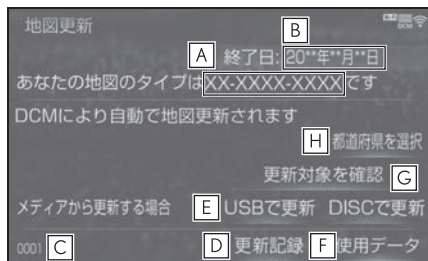 地図更新
DCM
B
A 終了日: 20**年**月**日
あなたの地図のタイプはXX-XXXX-XXXXです
DCMにより自動で地図更新されます
H 都道府県を選択
更新対象を確認 G
メディアから更新する場合 E USBで更新 DISCで更新
0001 C D 更新記録 F 使用データ